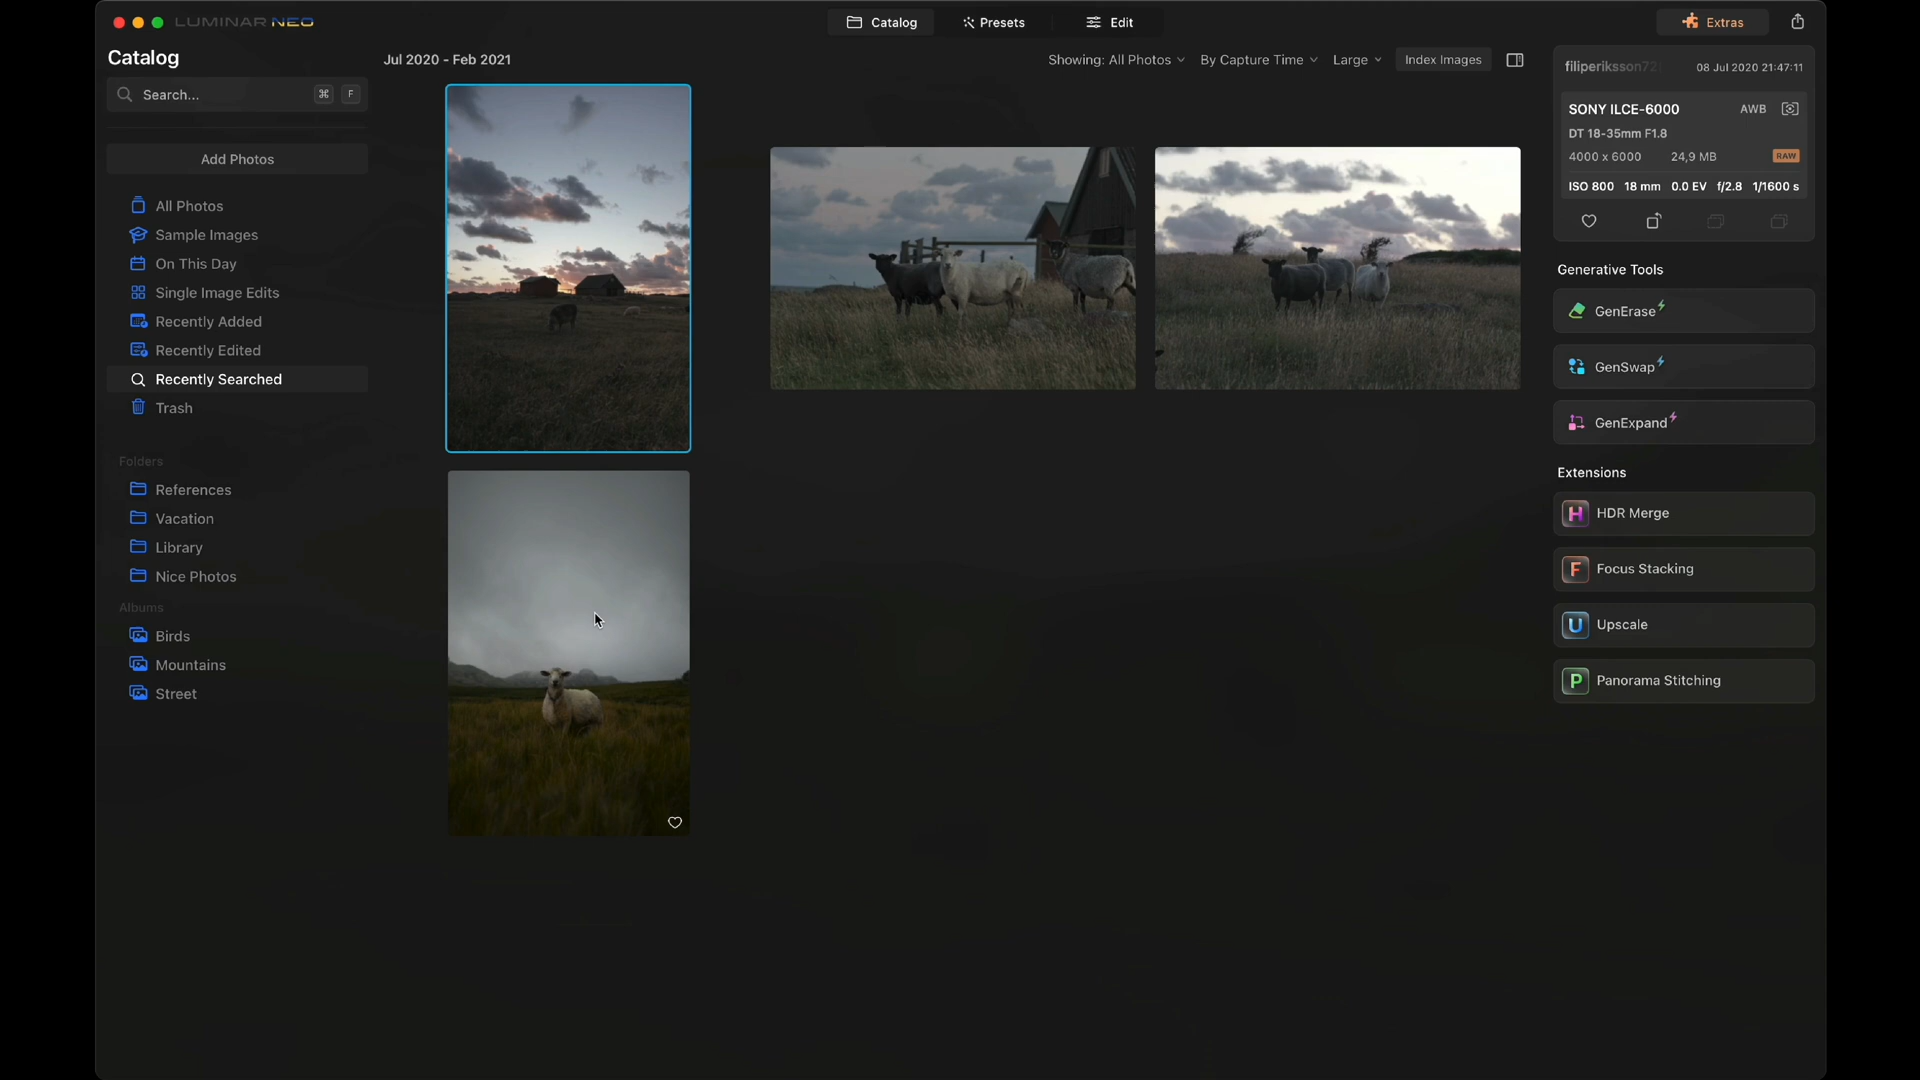 LUMINAR NEO
Catalog
Presets
Edit
Extras
Catalog
Jul 2020 - Feb 2021
Showing: All Photos
By Capture Time
Large
Index Images
Search...
⌘ F
Add Photos
All Photos
Sample Images
On This Day
Single Image Edits
Recently Added
Recently Edited
Recently Searched
Trash
Folders
References
Vacation
Library
Nice Photos
Albums
Birds
Mountains
Street
08 Jul 2020 21:47:11
SONY ILCE-6000 AWB
DT 18-35mm F1.8
4000 x 6000 24,9 MB RAW
ISO 800 18 mm 0.0 EV f/2.8 1/1600 s
Generative Tools
GenErase
GenSwap
GenExpand
Extensions
H HDR Merge
F Focus Stacking
U Upscale
P Panorama Stitching